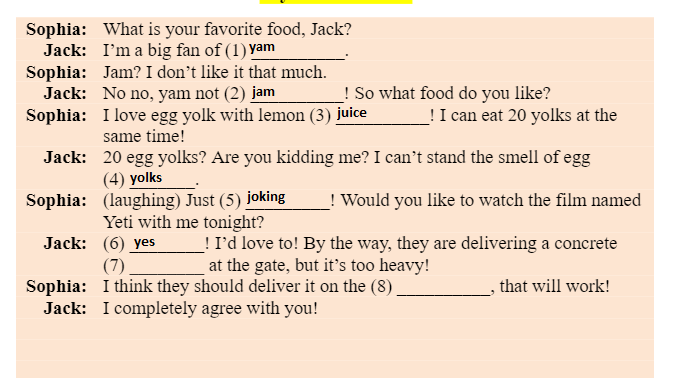 Sophia: What is your favorite food, Jack?
Jack: I'm a big fan of (1) yam__________.
Sophia: Jam? I don't like it that much.
Jack: No no, yam not (2) jam__________! So what food do you like?
Sophia: I love egg yolk with lemon (3) juice__________! I can eat 20 yolks at the
same time!
Jack: 20 egg yolks? Are you kidding me? I can't stand the smell of egg
(4) yolks_______.
Sophia: (laughing) Just (5) joking_________! Would you like to watch the film named
Yeti with me tonight?
Jack: (6) yes________! I'd love to! By the way, they are delivering a concrete
(7) ________ at the gate, but it's too heavy!
Sophia: I think they should deliver it on the (8) __________, that will work!
Jack: I completely agree with you!